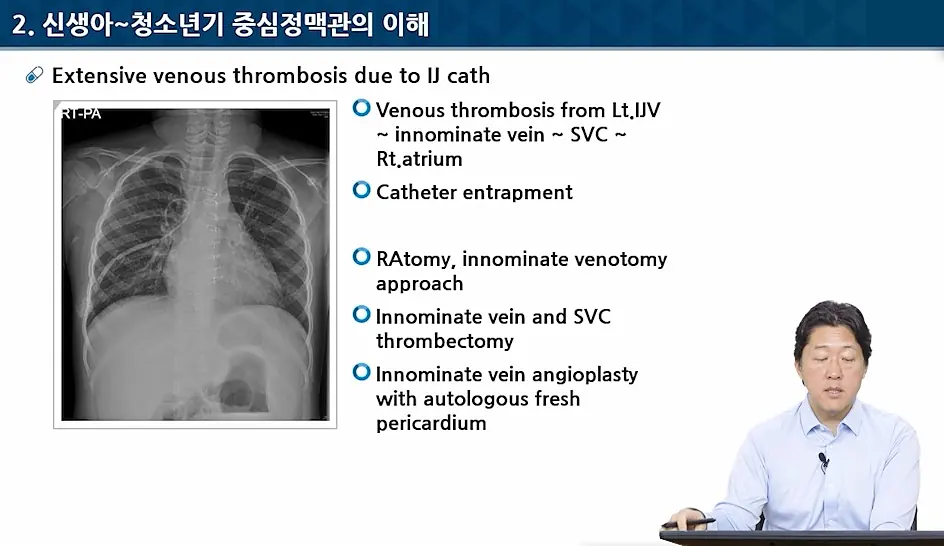 2. 신생아~청소년기 중심정맥관의 이해
Extensive venous thrombosis due to IJ cath
RT-PA
Venous thrombosis from Lt.IJV
~ innominate vein ~ SVC ~
Rt.atrium
Catheter entrapment
RAtomy, innominate venotomy
approach
Innominate vein and SVC
thrombectomy
Innominate vein angioplasty
with autologous fresh
pericardium